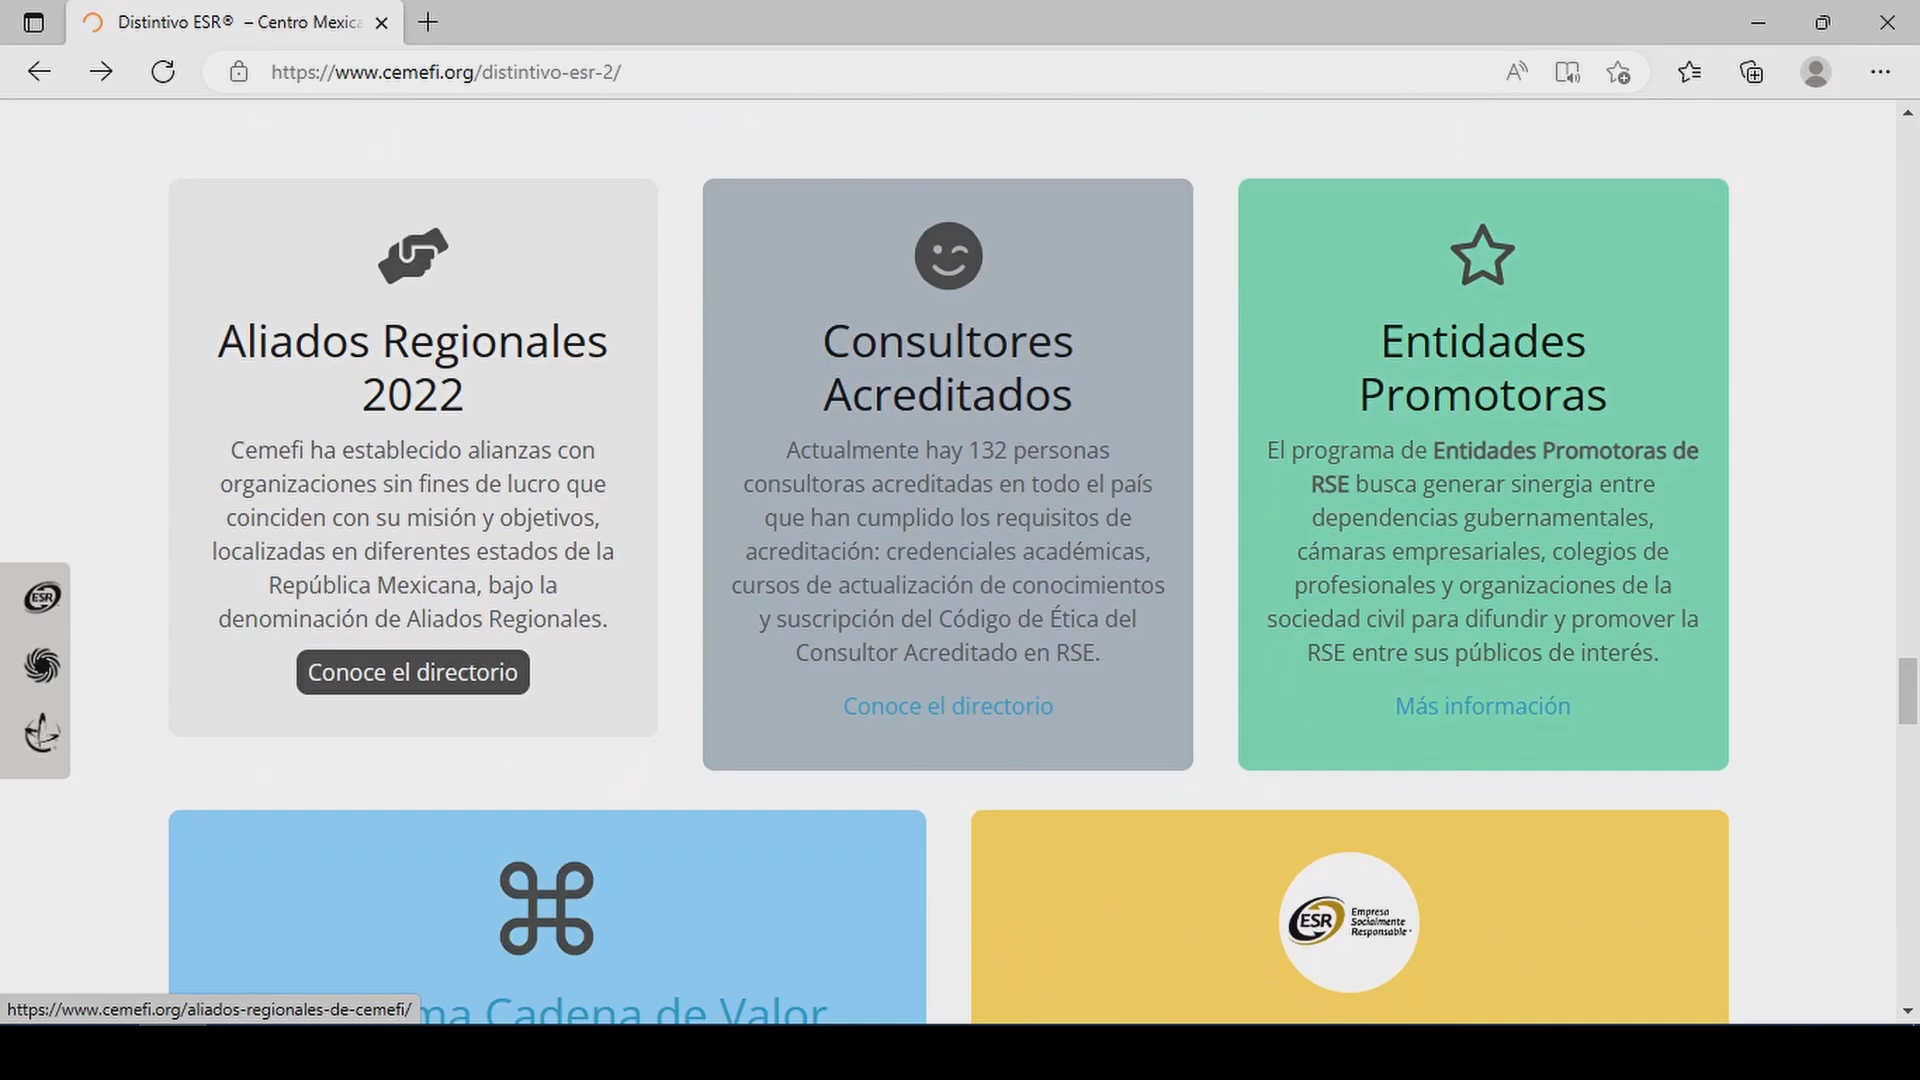 Distintivo ESR® – Centro Mexica
https://www.cemefi.org/distintivo-esr-2/
Aliados Regionales
2022
Cemefi ha establecido alianzas con
organizaciones sin fines de lucro que
coinciden con su misión y objetivos,
localizadas en diferentes estados de la
República Mexicana, bajo la
denominación de Aliados Regionales.
Conoce el directorio
Consultores
Acreditados
Actualmente hay 132 personas
consultoras acreditadas en todo el país
que han cumplido los requisitos de
acreditación: credenciales académicas,
cursos de actualización de conocimientos
y suscripción del Código de Ética del
Consultor Acreditado en RSE.
Conoce el directorio
Entidades
Promotoras
El programa de Entidades Promotoras de
RSE busca generar sinergia entre
dependencias gubernamentales,
cámaras empresariales, colegios de
profesionales y organizaciones de la
sociedad civil para difundir y promover la
RSE entre sus públicos de interés.
Más información
ESR
ESR
Empresa
Socialmente
Responsable
https://www.cemefi.org/aliados-regionales-de-cemefi/
ma Cadena de Valor